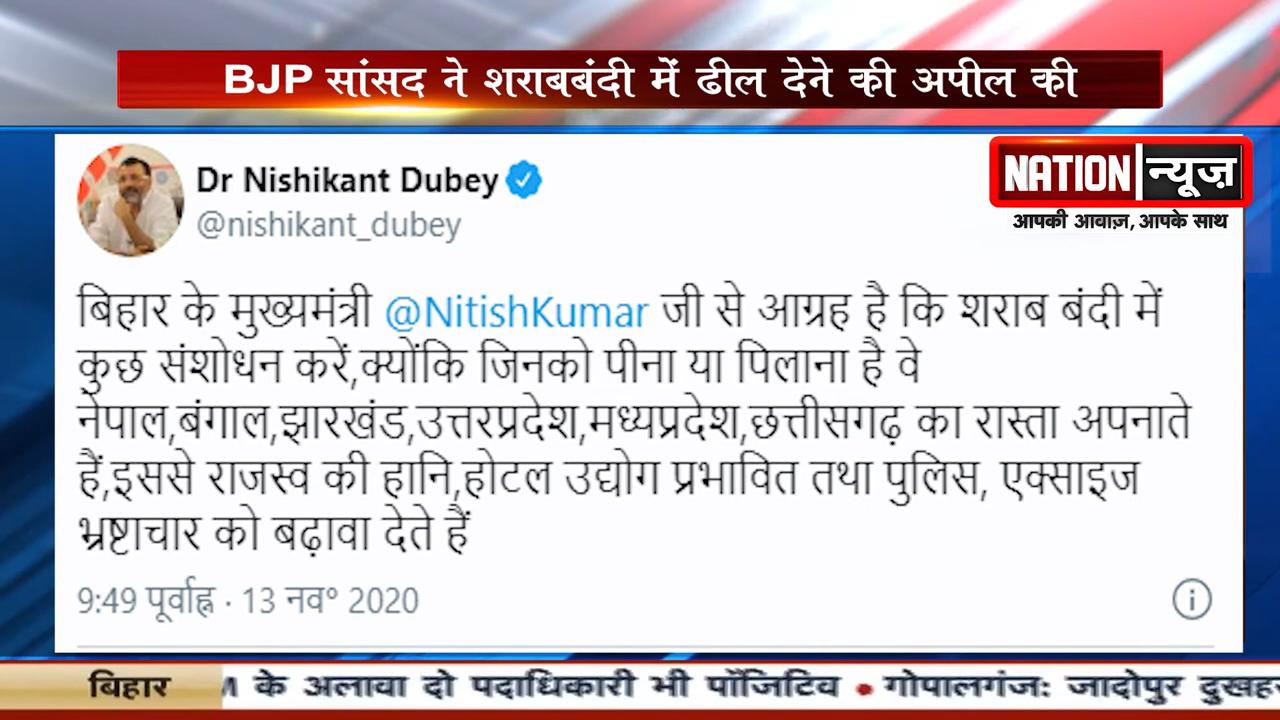 BJP सांसद ने शराबबंदी में ढील देने की अपील की
NATION न्यूज़
आपकी आवाज़, आपके साथ
Dr Nishikant Dubey
@nishikant_dubey
बिहार के मुख्यमंत्री @NitishKumar जी से आग्रह है कि शराब बंदी में
कुछ संशोधन करें,क्योंकि जिनको पीना या पिलाना है वे
नेपाल,बंगाल,झारखंड,उत्तरप्रदेश,मध्यप्रदेश,छत्तीसगढ़ का रास्ता अपनाते
हैं,इससे राजस्व की हानि,होटल उद्योग प्रभावित तथा पुलिस, एक्साइज
भ्रष्टाचार को बढ़ावा देते हैं
9:49 पूर्वाह्न · 13 नव° 2020
बिहार के अलावा दो पदाधिकारी भी पॉजिटिव • गोपालगंज: जादोपुर